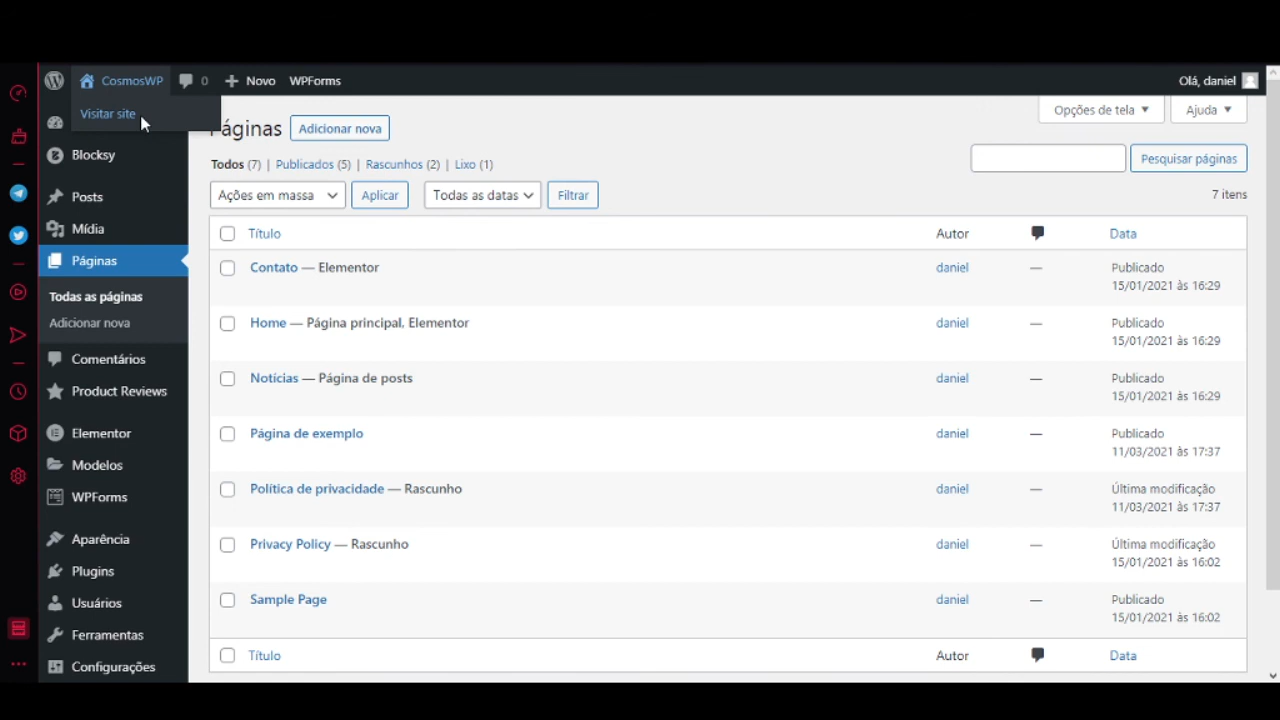 CosmosWP 0 Novo WPForms Olá, daniel
Visitar site
Opções de tela Ajuda
Páginas Adicionar nova
Blocksy
Posts
Mídia
Páginas
Todas as páginas
Adicionar nova
Comentários
Product Reviews
Elementor
Modelos
WPForms
Aparência
Plugins
Usuários
Ferramentas
Configurações
Todos (7) | Publicados (5) | Rascunhos (2) | Lixo (1)
Pesquisar páginas
Ações em massa Aplicar Todas as datas Filtrar
7 itens
Título Autor Data
Contato — Elementor daniel — Publicado
15/01/2021 às 16:29
Home — Página principal, Elementor daniel — Publicado
15/01/2021 às 16:29
Notícias — Página de posts daniel — Publicado
15/01/2021 às 16:29
Página de exemplo daniel — Publicado
11/03/2021 às 17:37
Política de privacidade — Rascunho daniel — Última modificação
11/03/2021 às 17:37
Privacy Policy — Rascunho daniel — Última modificação
15/01/2021 às 16:02
Sample Page daniel — Publicado
15/01/2021 às 16:02
Título Autor Data